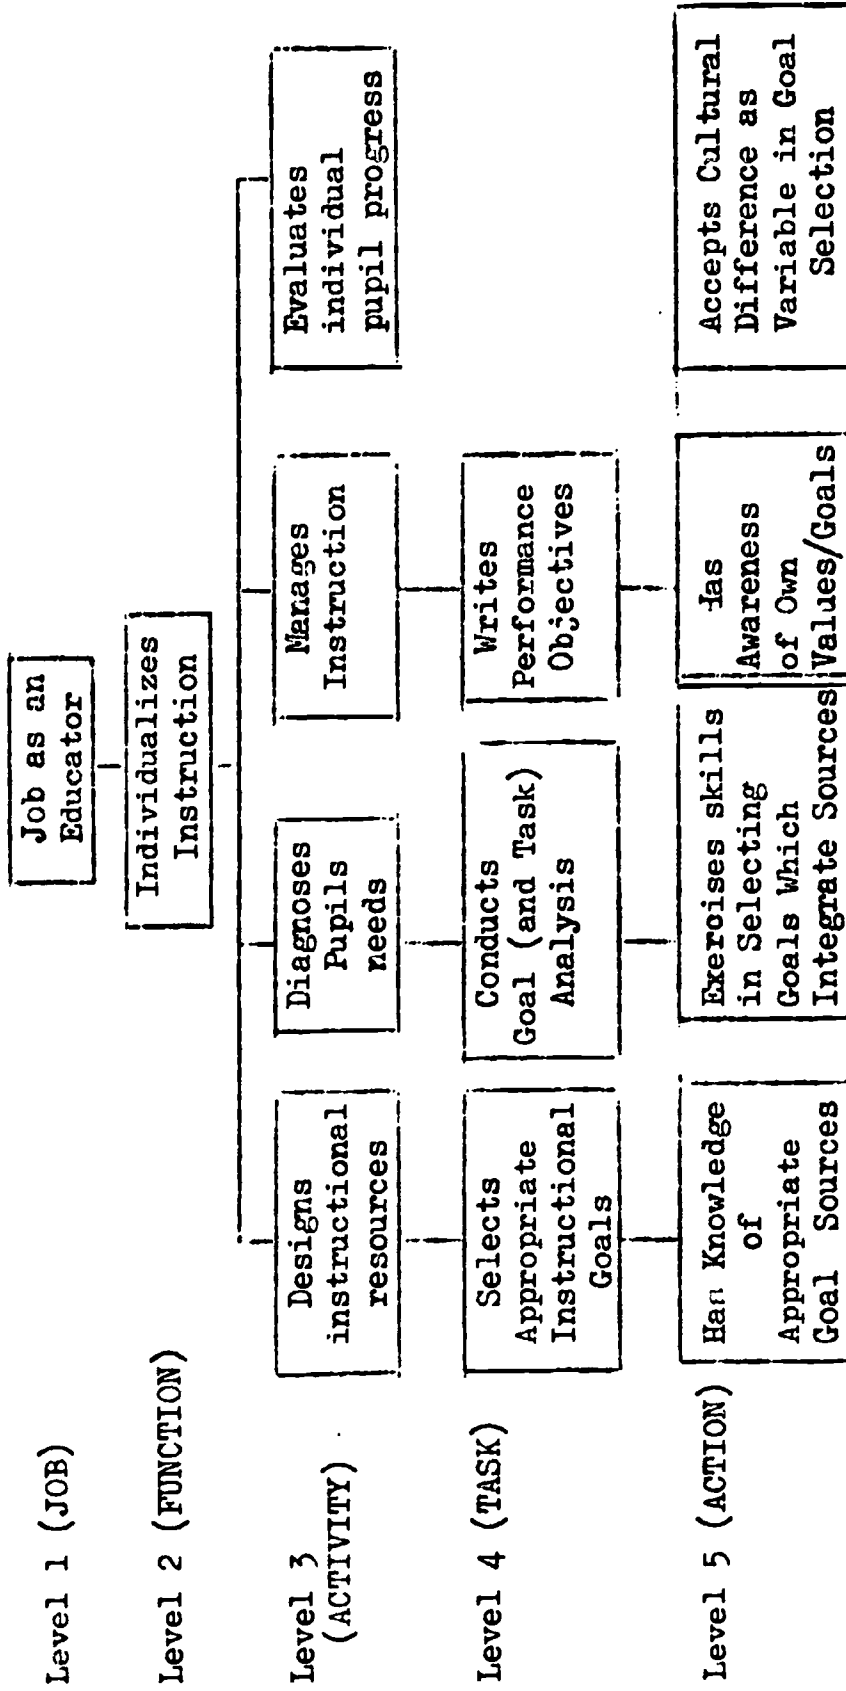 Level 1 (JOB)
Job as an
Educator
Level 2 (FUNCTION)
Individualizes
Instruction
Level 3
(ACTIVITY)
Designs
instructional
resources
Diagnoses
Pupils
needs
Manages
Instruction
Evaluates
individual
pupil progress
Level 4 (TASK)
Selects
Appropriate
Instructional
Goals
Conducts
Goal (and Task)
Analysis
Writes
Performance
Objectives
Level 5 (ACTION)
Has Knowledge
of
Appropriate
Goal Sources
Exercises skills
in Selecting
Goals Which
Integrate Sources
Has
Awareness
of Own
Values/Goals
Accepts Cultural
Difference as
Variable in Goal
Selection